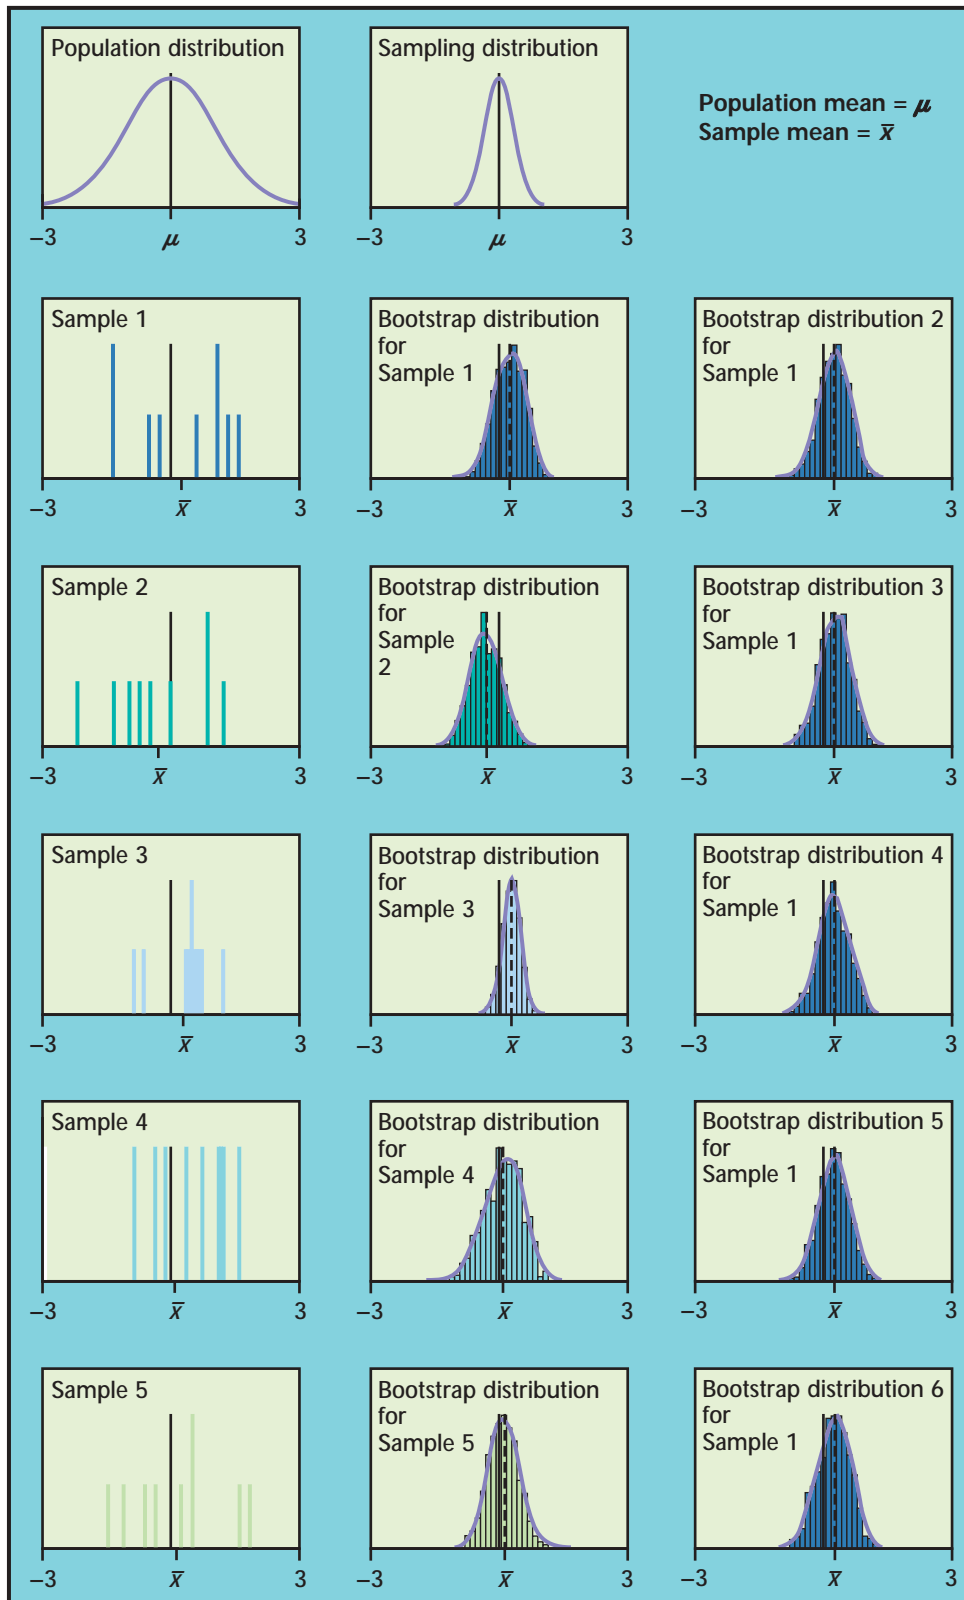 Population distribution
−3
μ
3
Sampling distribution
−3
μ
3
Population mean = μ
Sample mean = x̄
Sample 1
−3
x̄
3
Bootstrap distribution
for
Sample 1
−3
x̄
3
Bootstrap distribution 2
for
Sample 1
−3
x̄
3
Sample 2
−3
x̄
3
Bootstrap distribution
for
Sample
2
−3
x̄
3
Bootstrap distribution 3
for
Sample 1
−3
x̄
3
Sample 3
−3
x̄
3
Bootstrap distribution
for
Sample 3
−3
x̄
3
Bootstrap distribution 4
for
Sample 1
−3
x̄
3
Sample 4
−3
x̄
3
Bootstrap distribution
for
Sample 4
−3
x̄
3
Bootstrap distribution 5
for
Sample 1
−3
x̄
3
Sample 5
−3
x̄
3
Bootstrap distribution
for
Sample 5
−3
x̄
3
Bootstrap distribution 6
for
Sample 1
−3
x̄
3